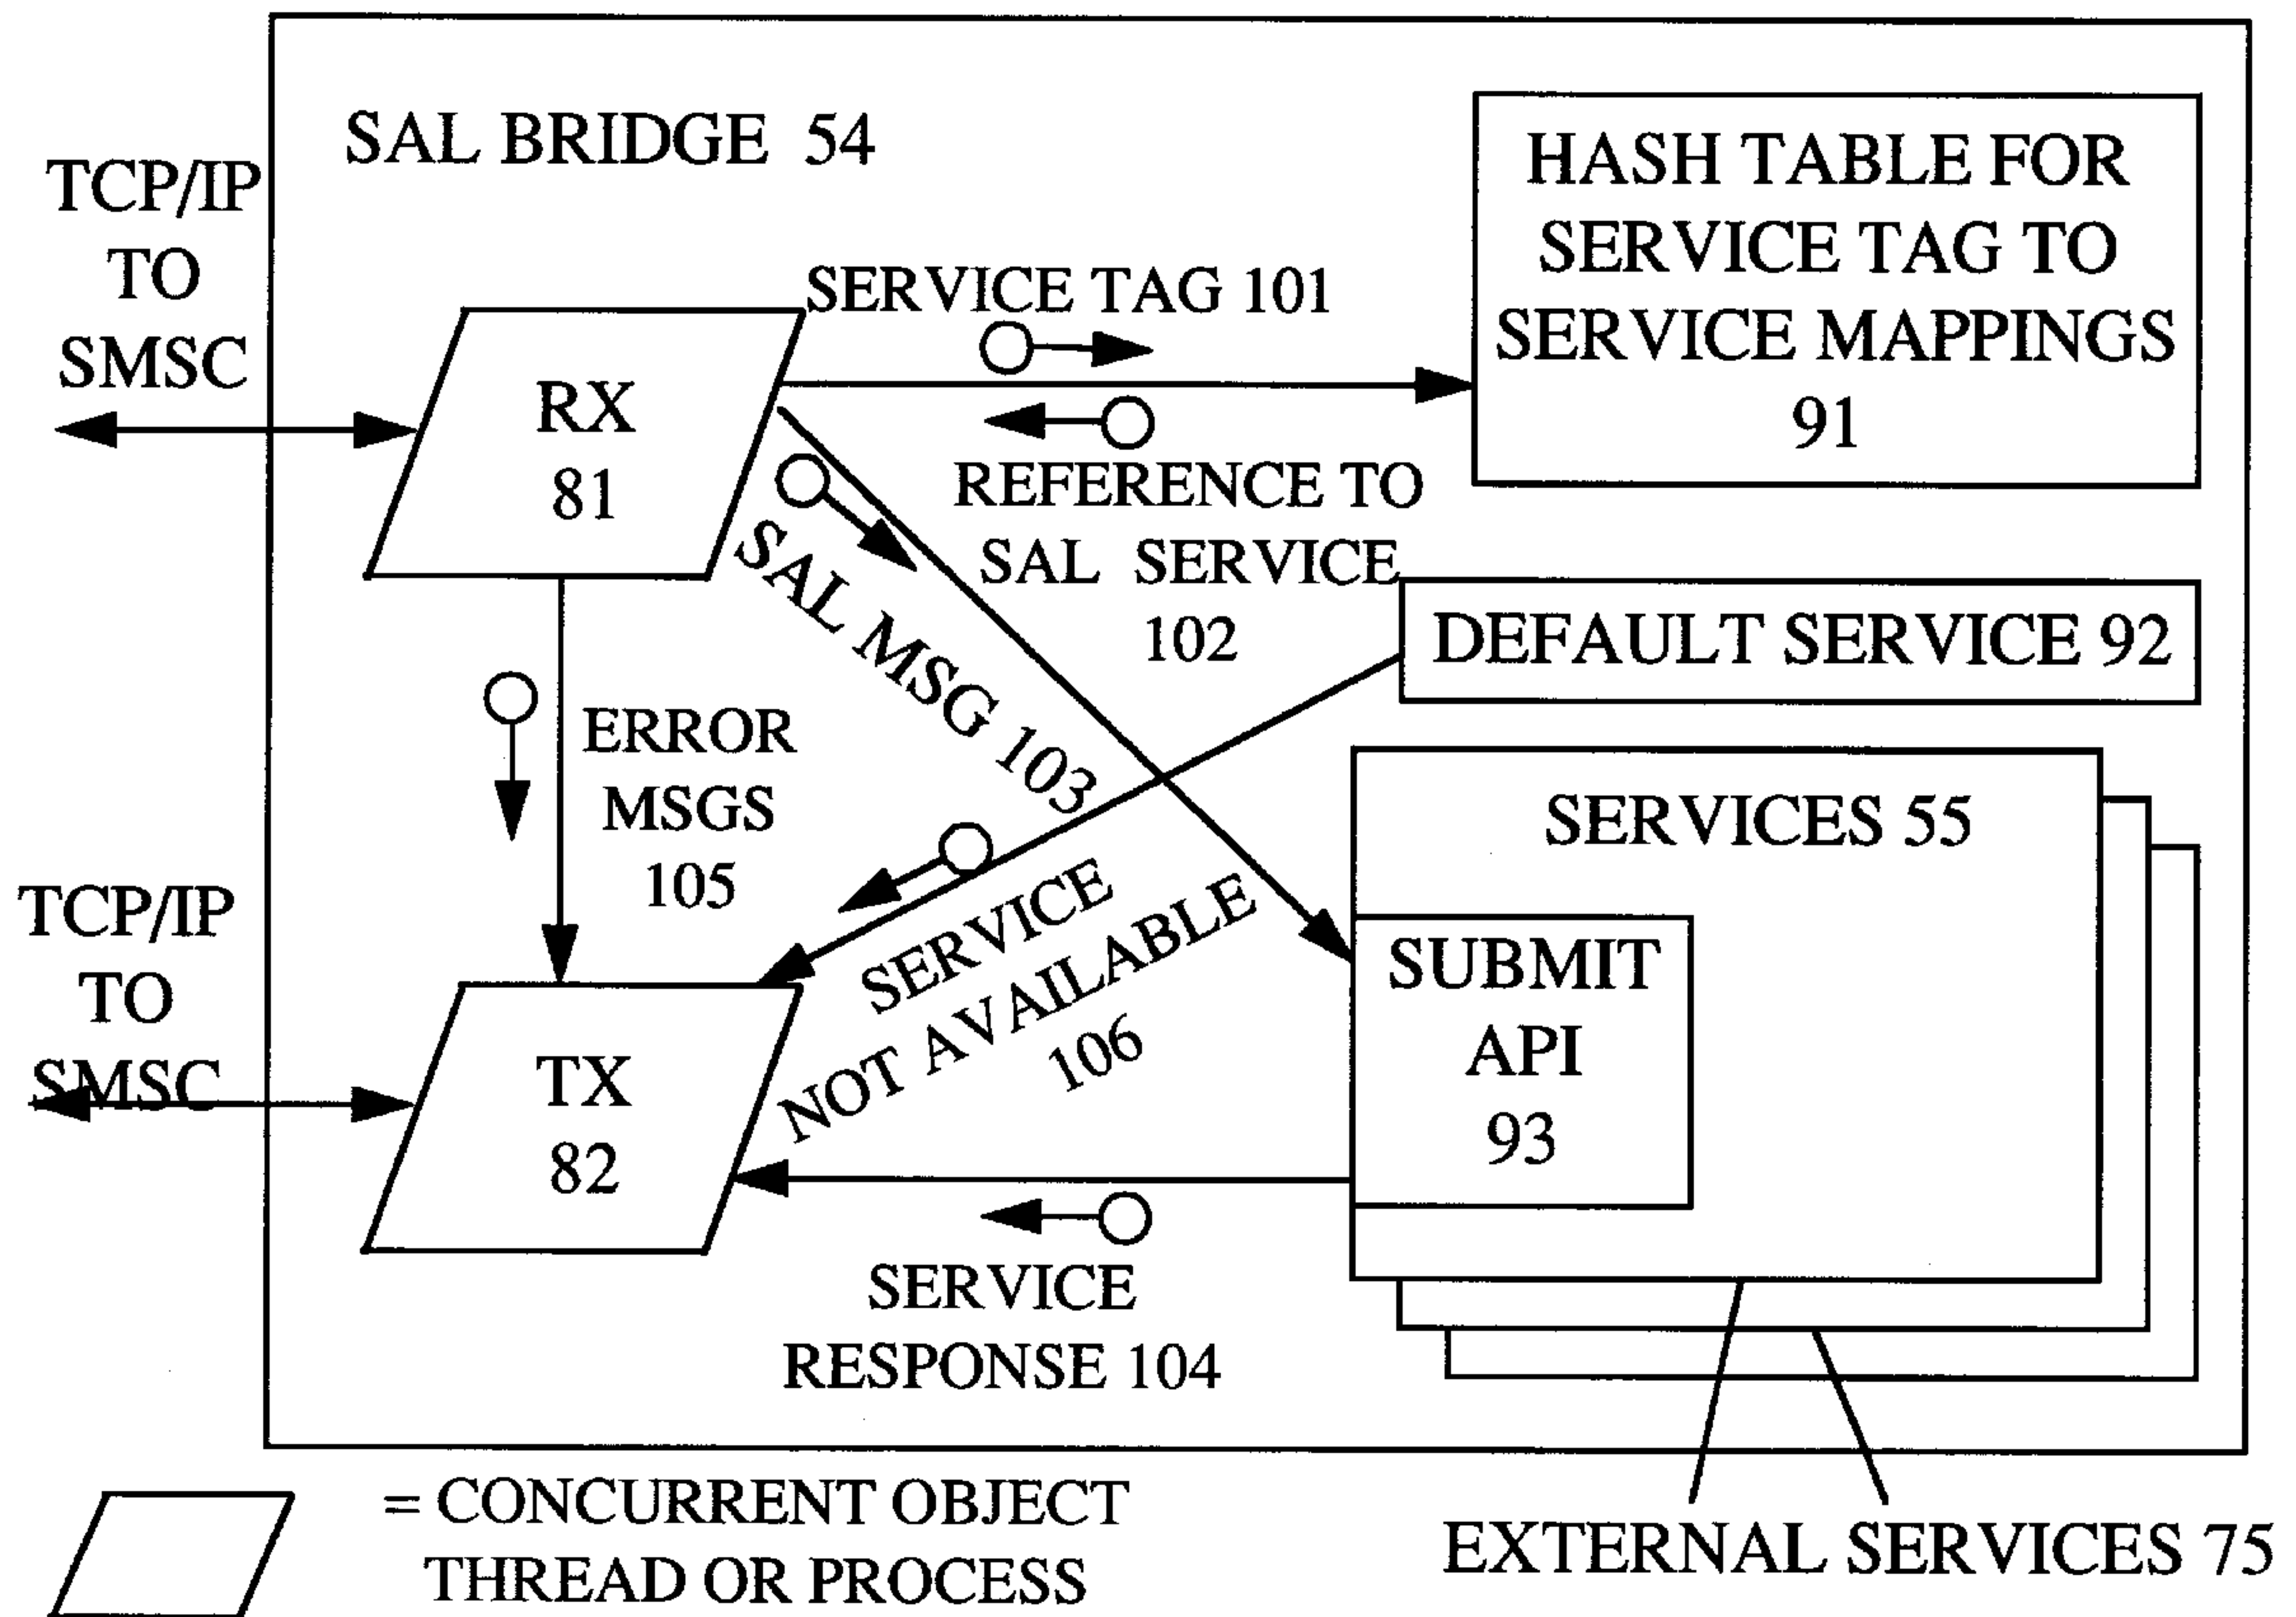 SAL BRIDGE 54
TCP/IP
TO
SMSC
HASH TABLE FOR
SERVICE TAG TO
SERVICE MAPPINGS
91
SERVICE TAG 101
RX
81
REFERENCE TO
SAL SERVICE
102
SAL MSG 103
DEFAULT SERVICE 92
ERROR
MSGS
105
SERVICES 55
TCP/IP
TO
SMSC
SERVICE
NOT AVAILABLE
106
SUBMIT
API
93
TX
82
SERVICE
RESPONSE 104
= CONCURRENT OBJECT
THREAD OR PROCESS
EXTERNAL SERVICES 75